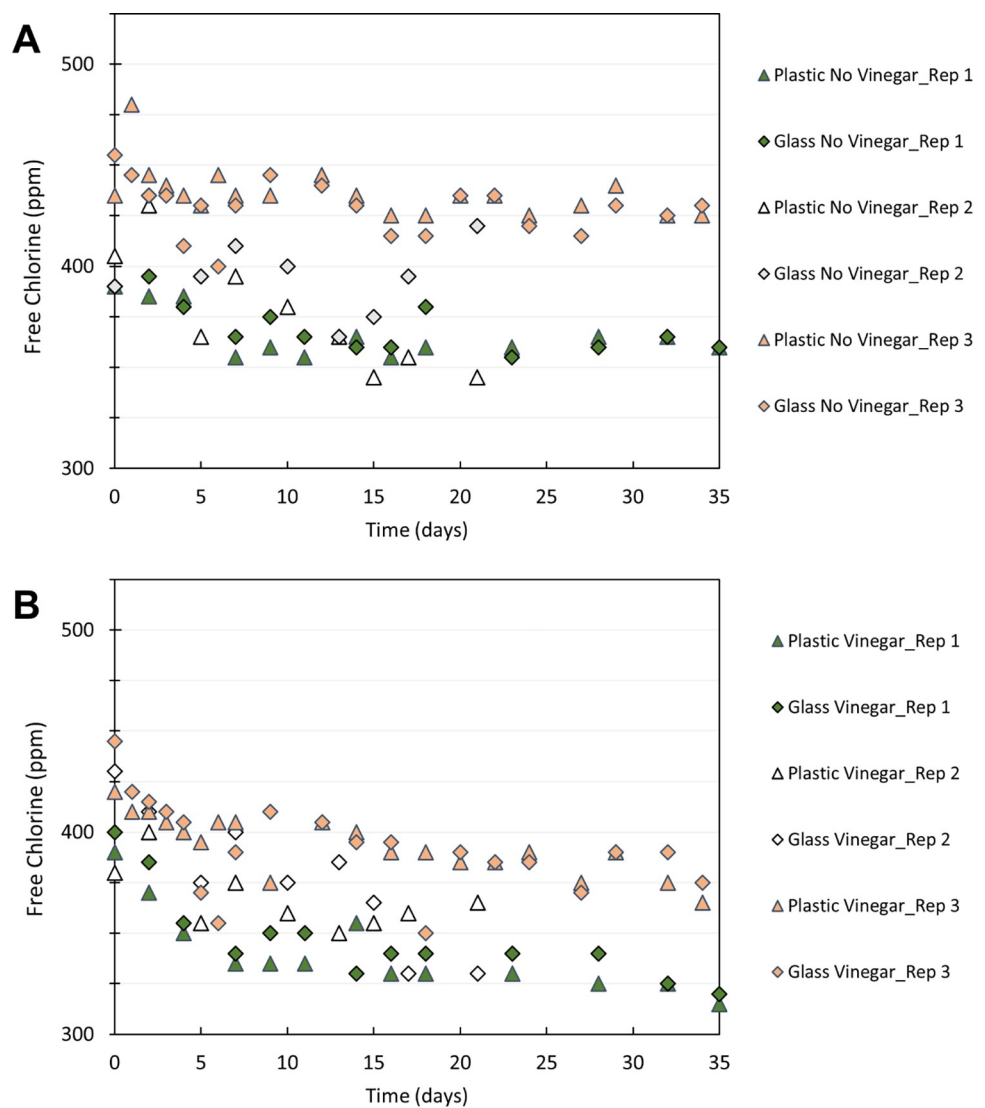 A
500
400
300
Free Chlorine (ppm)
0 5 10 15 20 25 30 35
Time (days)
Plastic No Vinegar_Rep 1
Glass No Vinegar_Rep 1
Plastic No Vinegar_Rep 2
Glass No Vinegar_Rep 2
Plastic No Vinegar_Rep 3
Glass No Vinegar_Rep 3
B
500
400
300
Free Chlorine (ppm)
0 5 10 15 20 25 30 35
Time (days)
Plastic Vinegar_Rep 1
Glass Vinegar_Rep 1
Plastic Vinegar_Rep 2
Glass Vinegar_Rep 2
Plastic Vinegar_Rep 3
Glass Vinegar_Rep 3